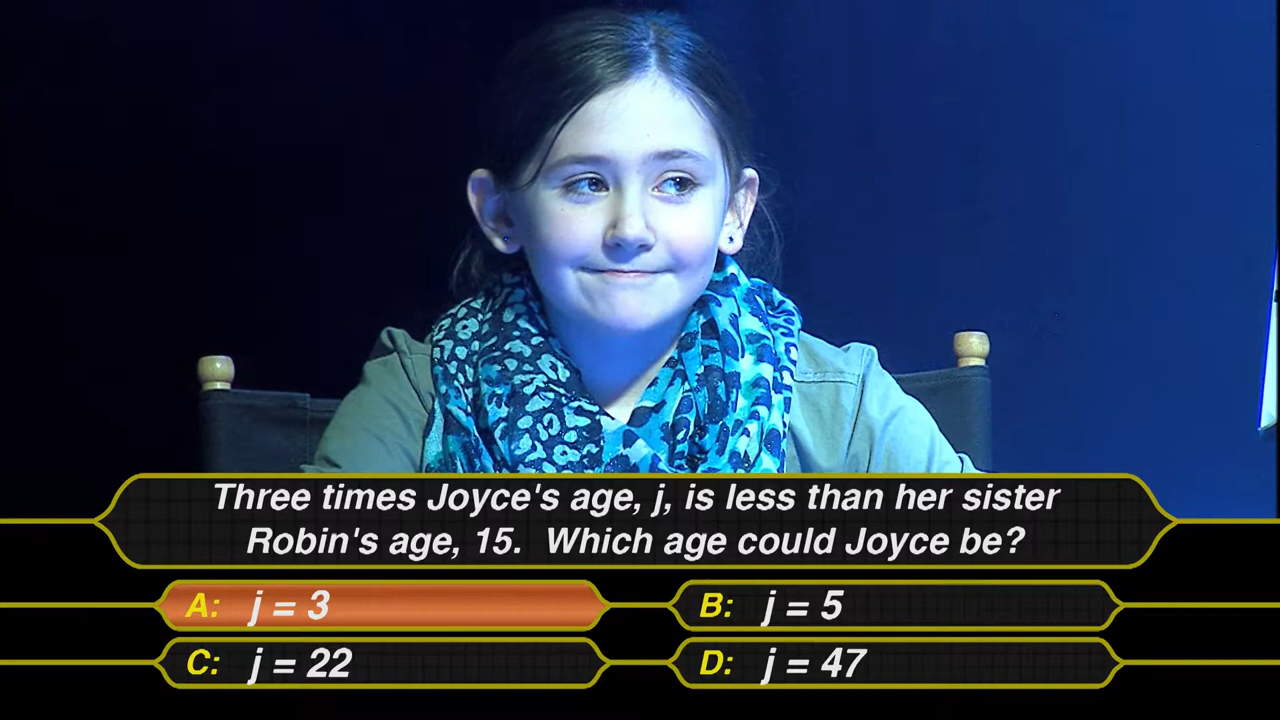 Three times Joyce's age, j, is less than her sister
Robin's age, 15.  Which age could Joyce be?
A: j = 3
B: j = 5
C: j = 22
D: j = 47